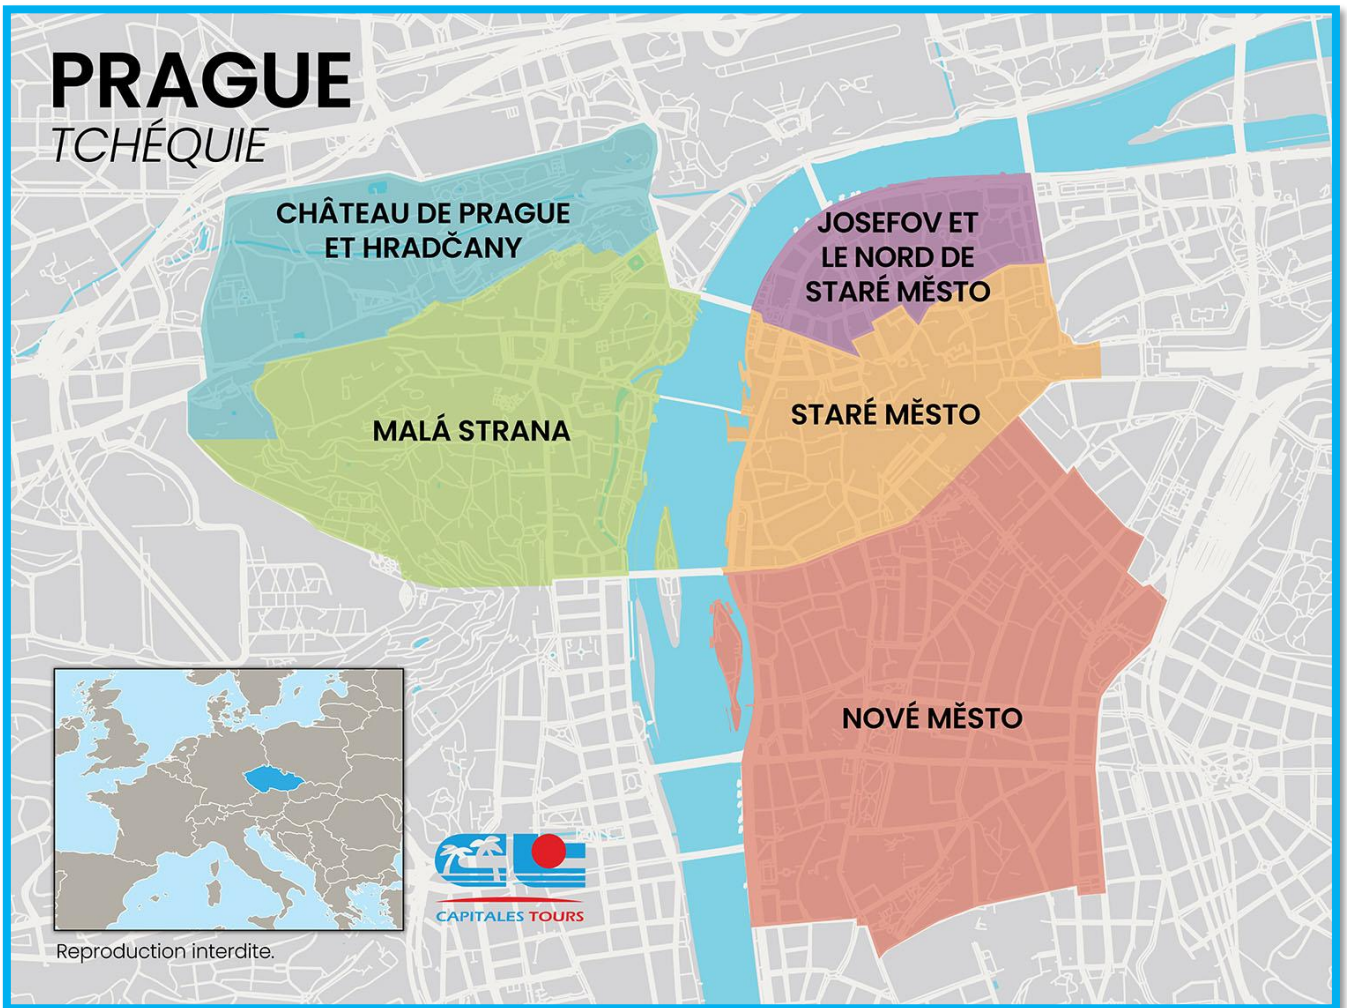 PRAGUE
TCHÉQUIE
CHÂTEAU DE PRAGUE
ET HRADČANY
JOSEFOV ET
LE NORD DE
STARÉ MĚSTO
MALÁ STRANA
STARÉ MĚSTO
NOVÉ MĚSTO
CAPITALES TOURS
Reproduction interdite.